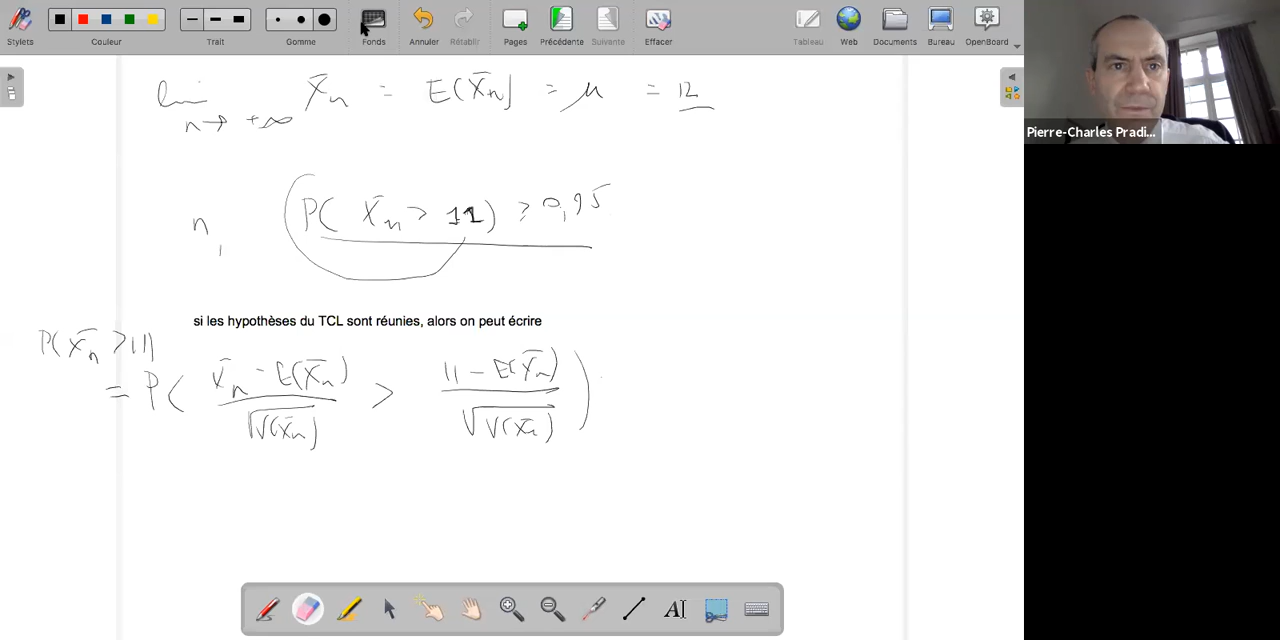 Stylets Couleur Trait Gomme Fonds Annuler Rétablir Pages Précédente Suivante Effacer Tableau Web Documents Bureau OpenBoard
Pierre-Charles Pradi...
lim n→ +∞ X̄n = E(X̄n) = μ = 12
n, P( X̄n > 11) ≥ 0,95
si les hypothèses du TCL sont réunies, alors on peut écrire
P(X̄n > 11)
= P( (X̄n - E(X̄n)) / √V(X̄n) > (11 - E(X̄n)) / √V(X̄n) )
A